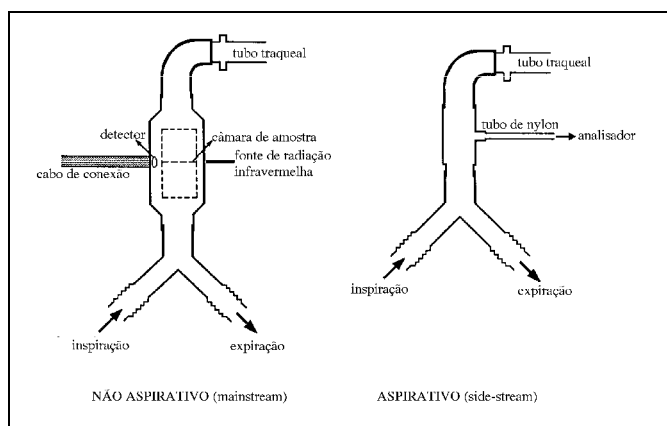 tubo traqueal
detector
câmara de amostra
fonte de radiação
infravermelha
cabo de conexão
inspiração
expiração
NÃO ASPIRATIVO (mainstream)
tubo traqueal
tubo de nylon
analisador
inspiração
expiração
ASPIRATIVO (side-stream)